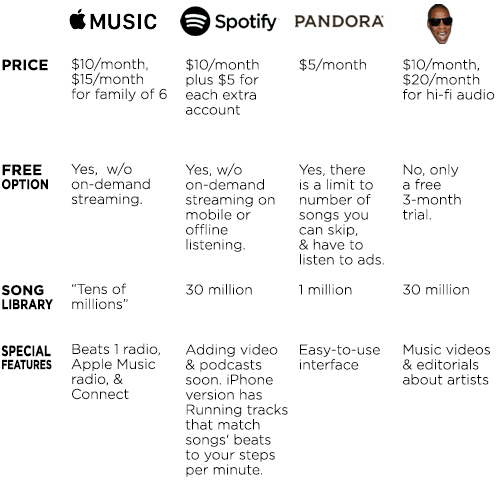 MUSIC Spotify PANDORA
PRICE
$10/month,
$15/month
for family of 6
$10/month
plus $5 for
each extra
account
$5/month
$10/month,
$20/month
for hi-fi audio
FREE
OPTION
Yes, w/o
on-demand
streaming.
Yes, w/o
on-demand
streaming on
mobile or
offline
listening.
Yes, there
is a limit to
number of
songs you
can skip,
& have to
listen to ads.
No, only
a free
3-month
trial.
SONG
LIBRARY
“Tens of
millions”
30 million
1 million
30 million
SPECIAL
FEATURES
Beats 1 radio,
Apple Music
radio, &
Connect
Adding video
& podcasts
soon. iPhone
version has
Running tracks
that match
songs' beats
to your steps
per minute.
Easy-to-use
interface
Music videos
& editorials
about artists